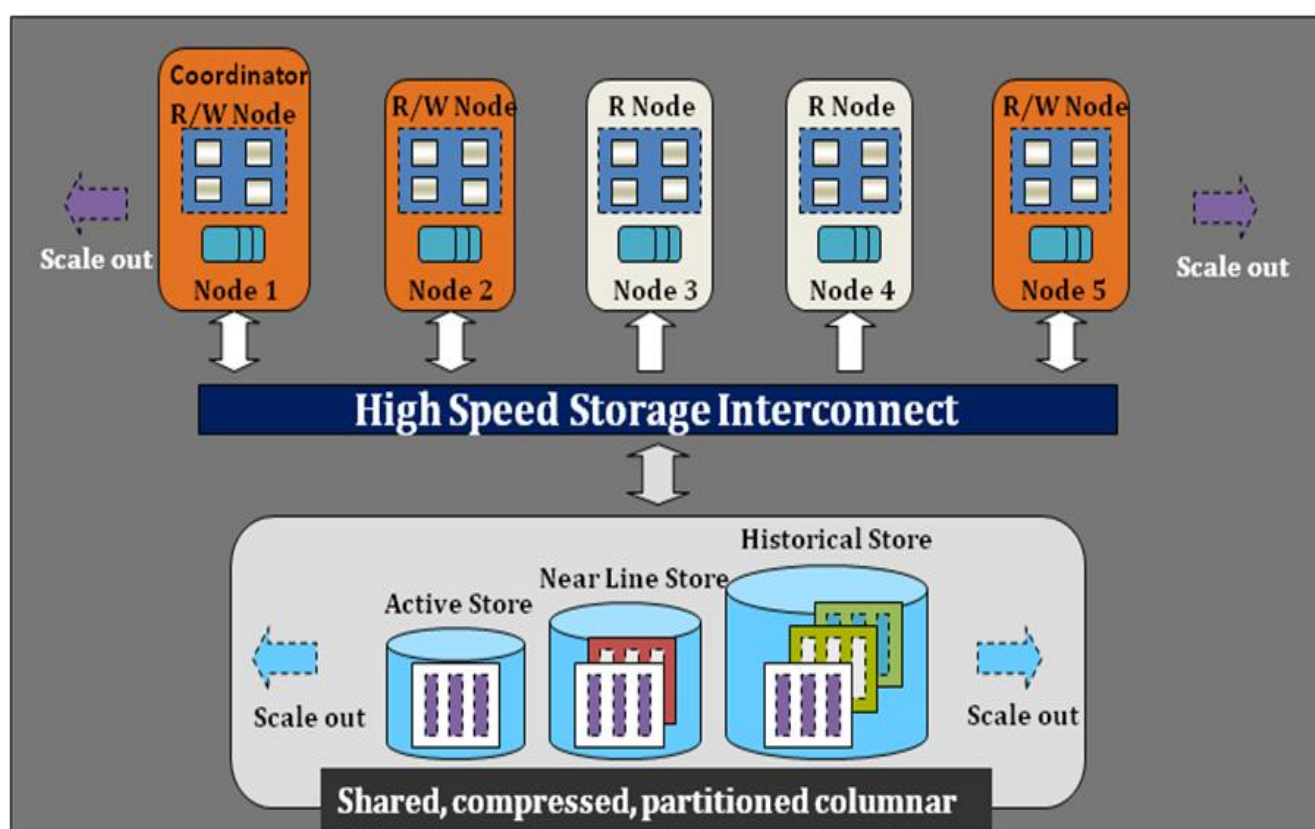 Coordinator
R/W Node
Node 1
R/W Node
Node 2
R Node
Node 3
R Node
Node 4
R/W Node
Node 5
Scale out
Scale out
High Speed Storage Interconnect
Active Store
Near Line Store
Historical Store
Scale out
Scale out
Shared, compressed, partitioned columnar